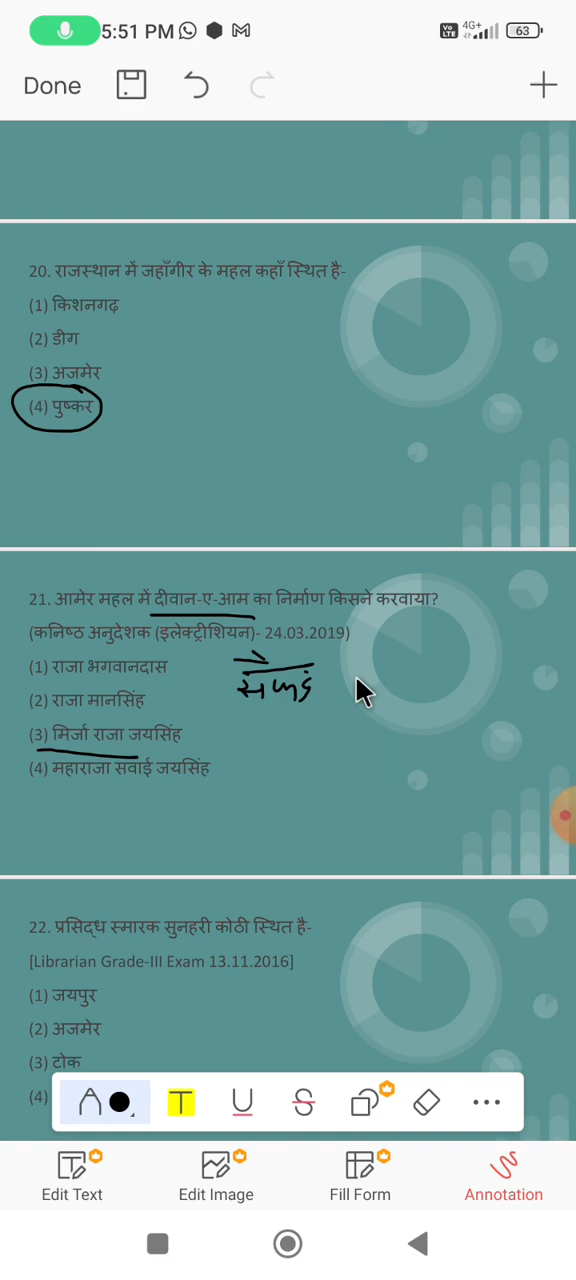 5:51 PM
Vo LTE 4G+ 63
Done
20. राजस्थान में जहाँगीर के महल कहाँ स्थित है-
(1) किशनगढ़
(2) डीग
(3) अजमेर
(4) पुष्कर
21. आमेर महल में दीवान-ए-आम का निर्माण किसने करवाया?
(कनिष्ठ अनुदेशक (इलेक्ट्रीशियन)- 24.03.2019)
(1) राजा भगवानदास
(2) राजा मानसिंह
(3) मिर्जा राजा जयसिंह
(4) महाराजा सवाई जयसिंह
22. प्रसिद्ध स्मारक सुनहरी कोठी स्थित है-
[Librarian Grade-III Exam 13.11.2016]
(1) जयपुर
(2) अजमेर
(3) टोक
(4)
T U S
Edit Text
Edit Image
Fill Form
Annotation